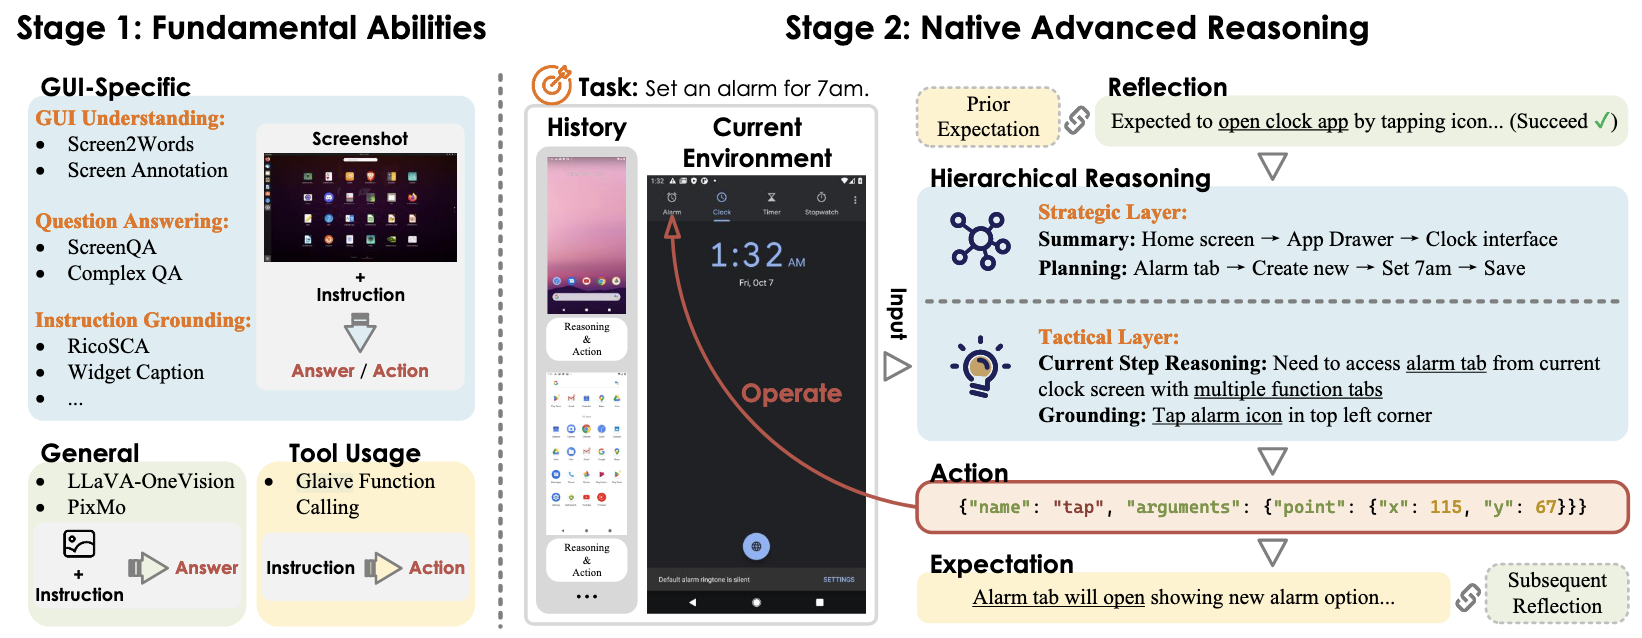 Stage 1: Fundamental Abilities
GUI-Specific
GUI Understanding:
• Screen2Words
• Screen Annotation
Question Answering:
• ScreenQA
• Complex QA
Instruction Grounding:
• RicoSCA
• Widget Caption
• ...
Screenshot
+
Instruction
Answer / Action
General
• LLaVA-OneVision
• PixMo
+
Instruction
Answer
Tool Usage
• Glaive Function
Calling
Instruction
Action
Stage 2: Native Advanced Reasoning
Task: Set an alarm for 7am.
History
Reasoning
&
Action
Reasoning
&
Action
...
Current
Environment
1:32
Alarm
Clock
Timer
Stopwatch
1:32 AM
Fri, Oct 7
Operate
Default alarm ringtone is silent
SETTINGS
Input
Prior
Expectation
Reflection
Expected to open clock app by tapping icon... (Succeed ✓)
Hierarchical Reasoning
Strategic Layer:
Summary: Home screen → App Drawer → Clock interface
Planning: Alarm tab → Create new → Set 7am → Save
Tactical Layer:
Current Step Reasoning: Need to access alarm tab from current
clock screen with multiple function tabs
Grounding: Tap alarm icon in top left corner
Action
{"name": "tap", "arguments": {"point": {"x": 115, "y": 67}}}
Expectation
Alarm tab will open showing new alarm option...
Subsequent
Reflection